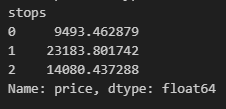 stops
0     9493.462879
1    23183.801742
2    14080.437288
Name: price, dtype: float64